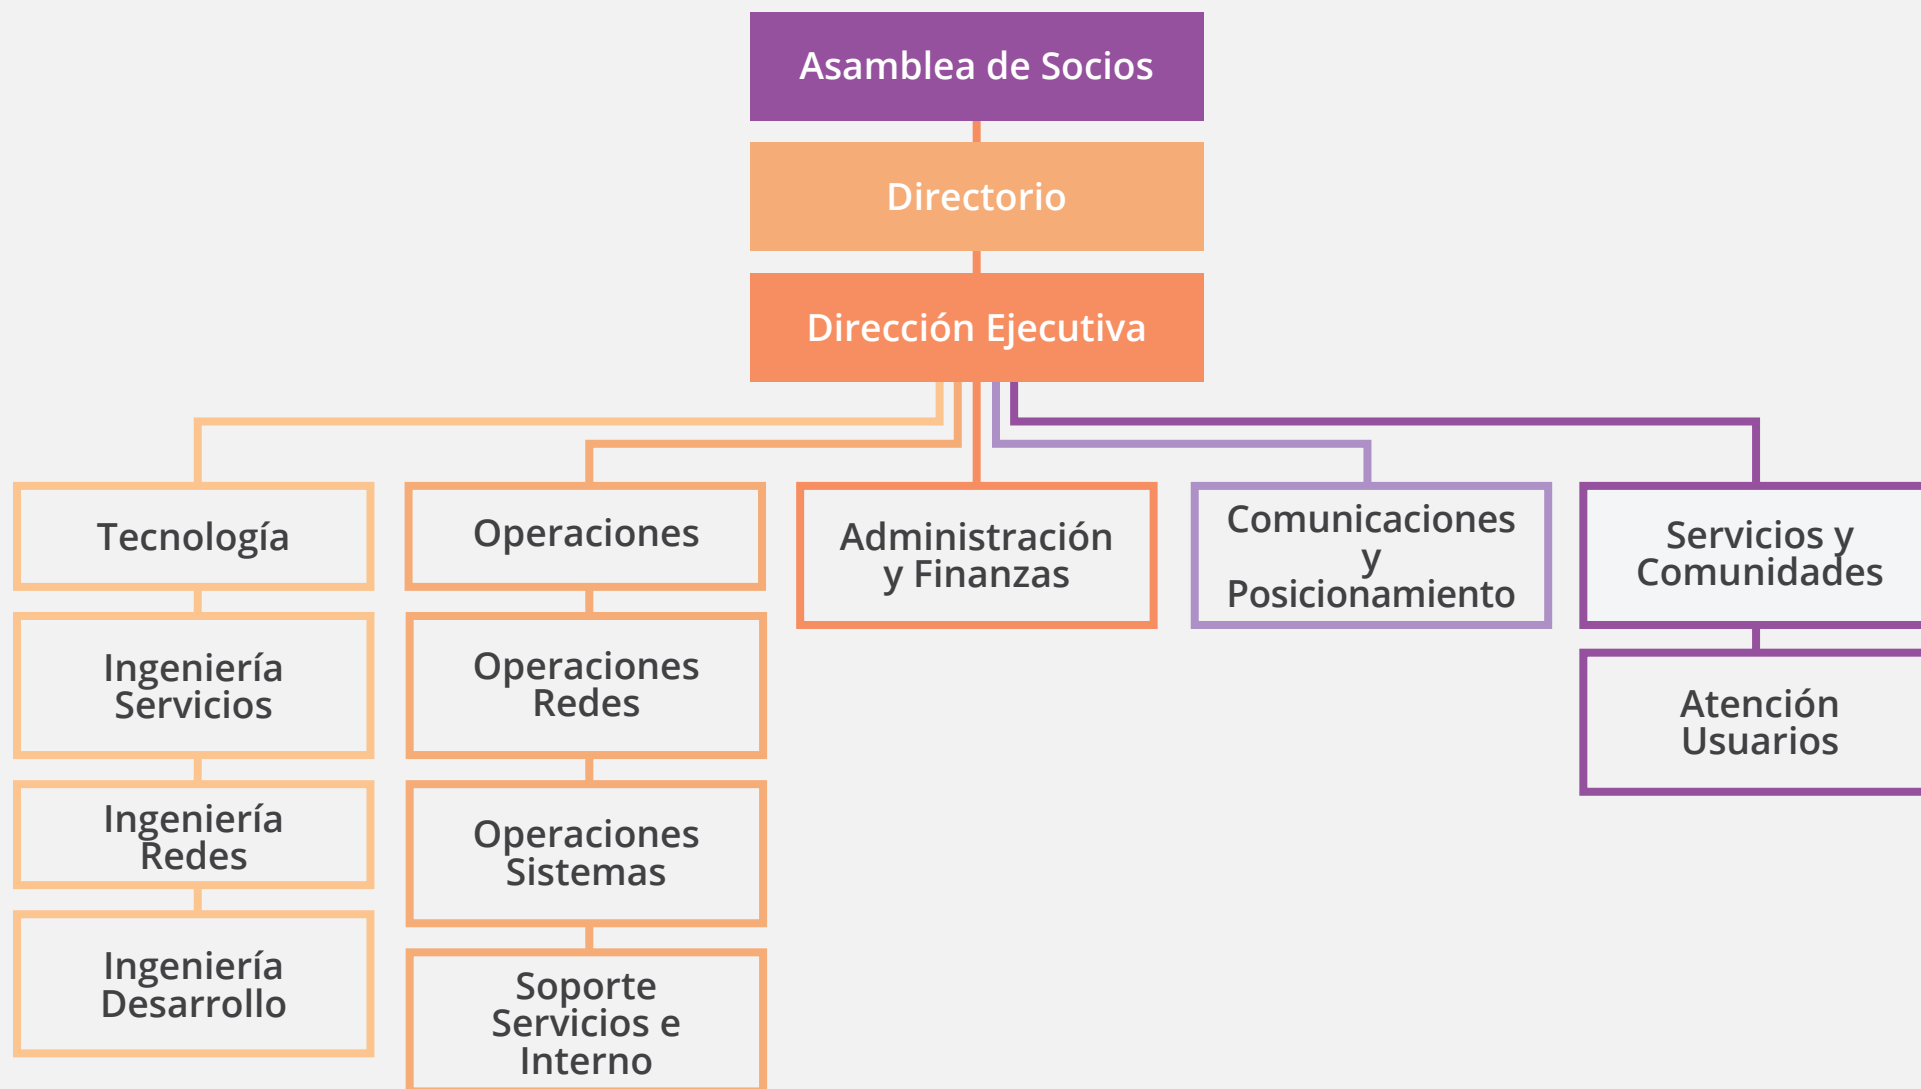 Asamblea de Socios
Directorio
Dirección Ejecutiva
Tecnología
Ingeniería
Servicios
Ingeniería
Redes
Ingeniería
Desarrollo
Operaciones
Operaciones
Redes
Operaciones
Sistemas
Soporte
Servicios e
Interno
Administración
y Finanzas
Comunicaciones
y
Posicionamiento
Servicios y
Comunidades
Atención
Usuarios